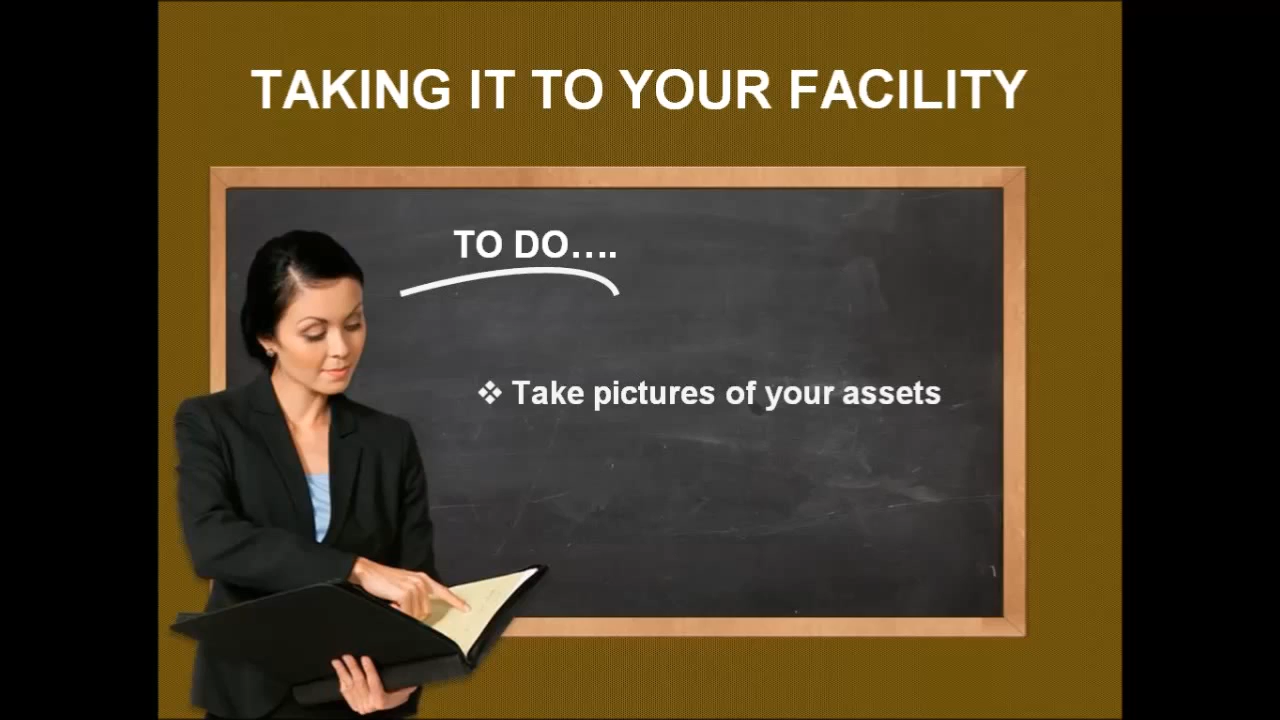 TAKING IT TO YOUR FACILITY
TO DO....
❖ Take pictures of your assets